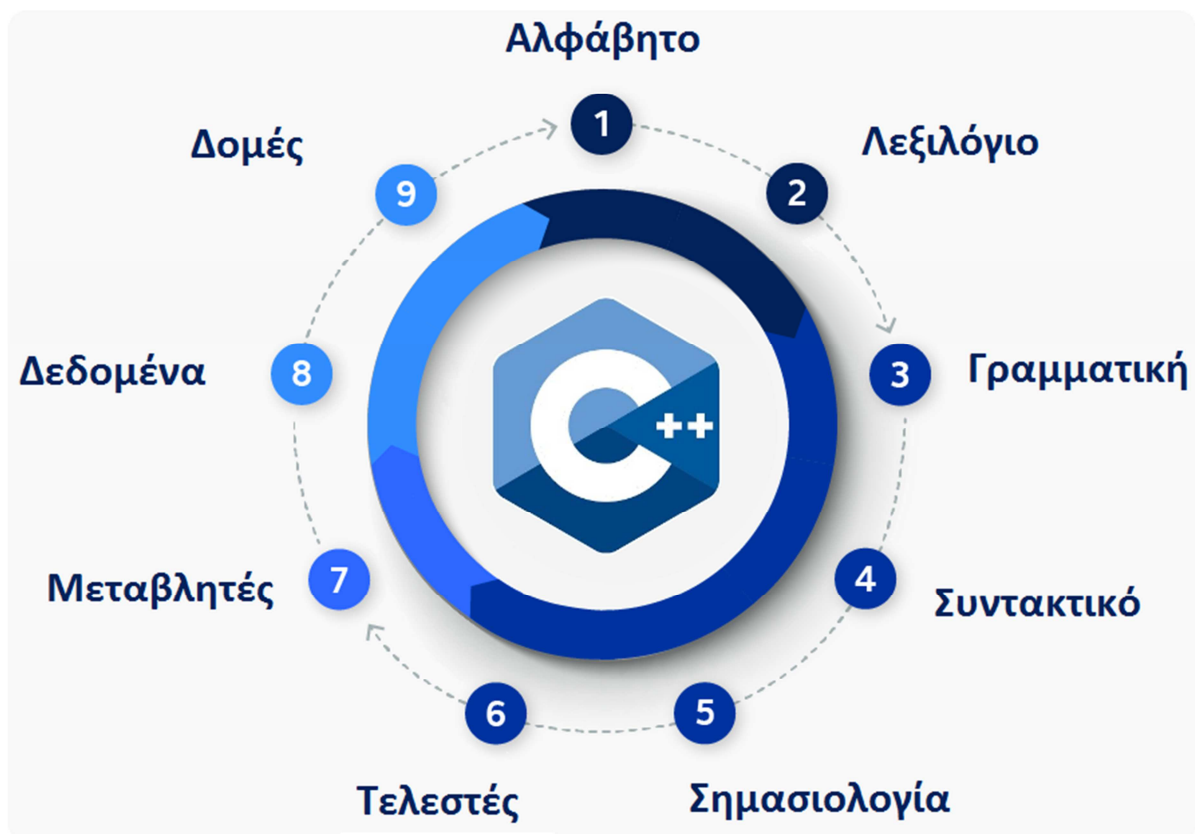 Αλφάβητο
1
Λεξιλόγιο
2
Γραμματική
3
Συντακτικό
4
Σημασιολογία
5
Τελεστές
6
Μεταβλητές
7
Δεδομένα
8
Δομές
9
C++